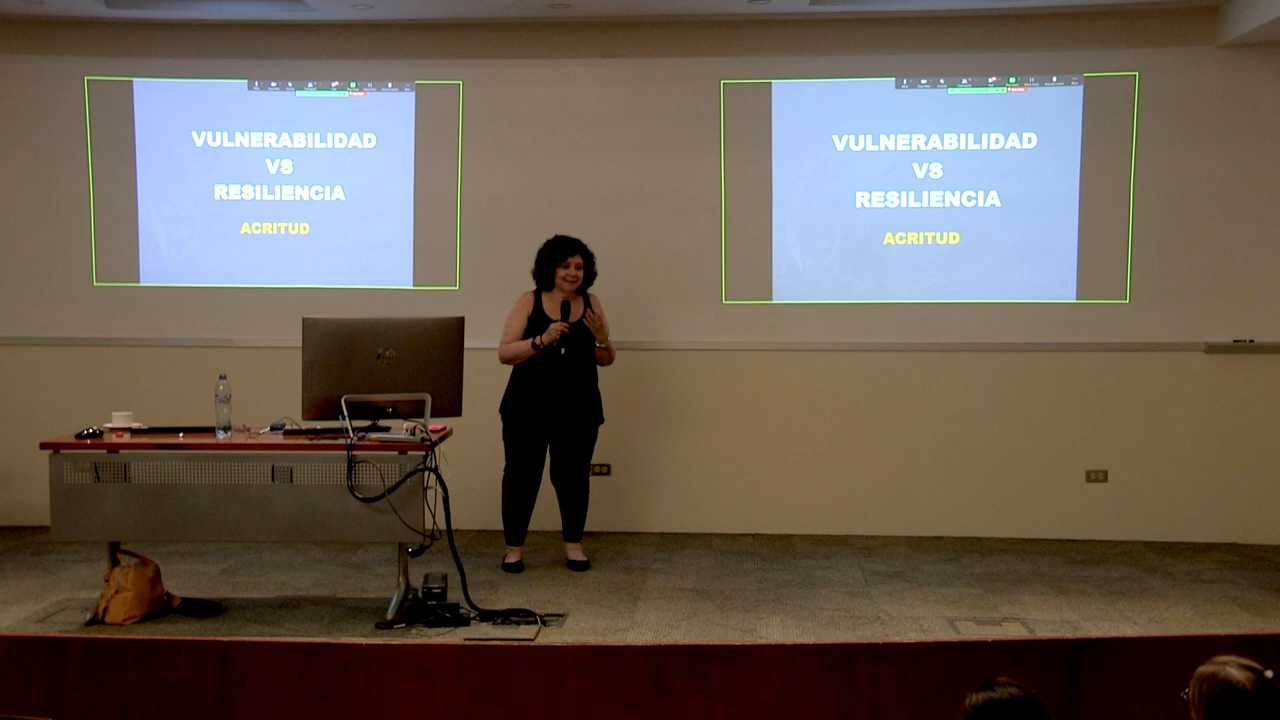 VULNERABILIDAD
VS
RESILIENCIA
ACRITUD
VULNERABILIDAD
VS
RESILIENCIA
ACRITUD